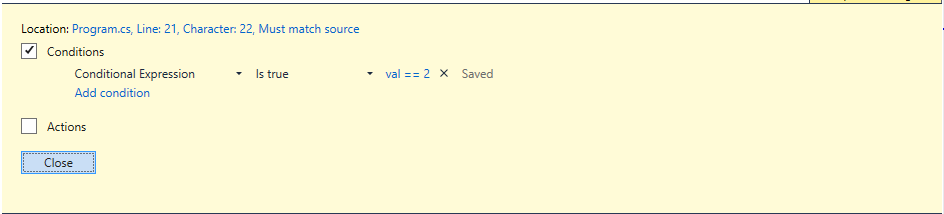 Location: Program.cs, Line: 21, Character: 22, Must match source
Conditions
Conditional Expression Is true val == 2 × Saved
Add condition
Actions
Close